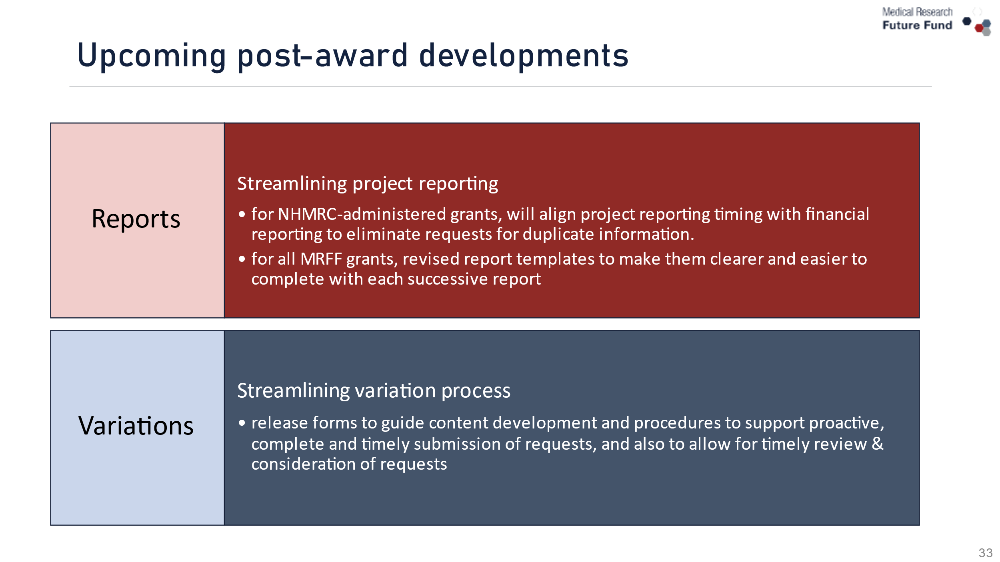 Medical Research
Future Fund
Upcoming post-award developments
Reports
Streamlining project reporting
• for NHMRC-administered grants, will align project reporting timing with financial
reporting to eliminate requests for duplicate information.
• for all MRFF grants, revised report templates to make them clearer and easier to
complete with each successive report
Variations
Streamlining variation process
• release forms to guide content development and procedures to support proactive,
complete and timely submission of requests, and also to allow for timely review &
consideration of requests
33